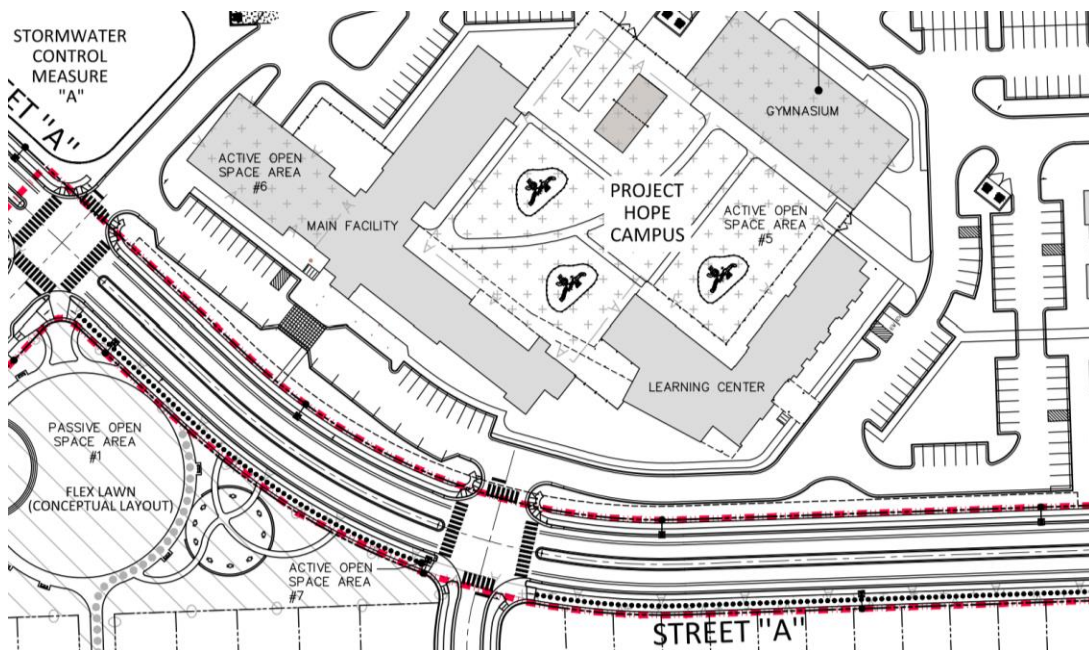 STORMWATER
CONTROL
MEASURE
"A"
ET "A"
ACTIVE OPEN
SPACE AREA
#6
MAIN FACILITY
GYMNASIUM
PROJECT
HOPE
CAMPUS
ACTIVE OPEN
SPACE AREA
#5
LEARNING CENTER
PASSIVE OPEN
SPACE AREA
#1
FLEX LAWN
(CONCEPTUAL LAYOUT)
ACTIVE OPEN
SPACE AREA
#7
STREET "A"